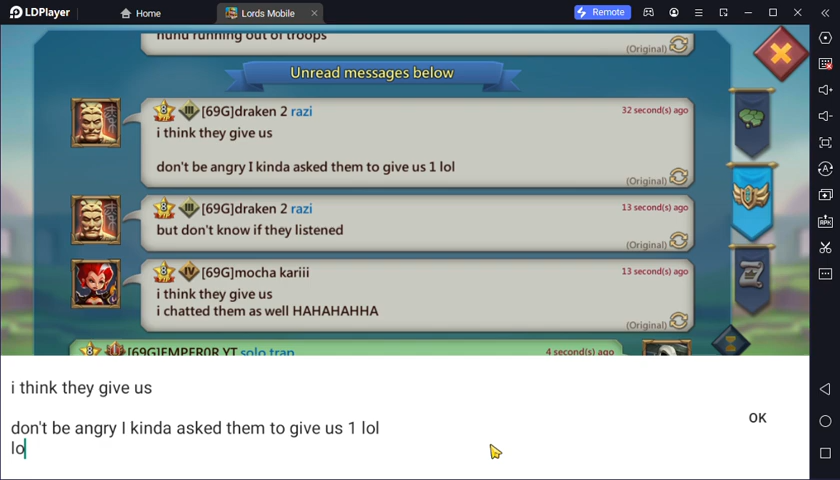 LDPlayer
Home
Lords Mobile
Remote
nunu running out of troops
(Original)
Unread messages below
[69G]draken 2 razi
32 second(s) ago
i think they give us
don't be angry I kinda asked them to give us 1 lol
(Original)
[69G]draken 2 razi
13 second(s) ago
but don't know if they listened
(Original)
[69G]mocha kariii
13 second(s) ago
i think they give us
i chatted them as well HAHAHAHHA
(Original)
[69G]EMPER0R YT solo trap
4 second(s) ago
i think they give us
don't be angry I kinda asked them to give us 1 lol
lo
OK